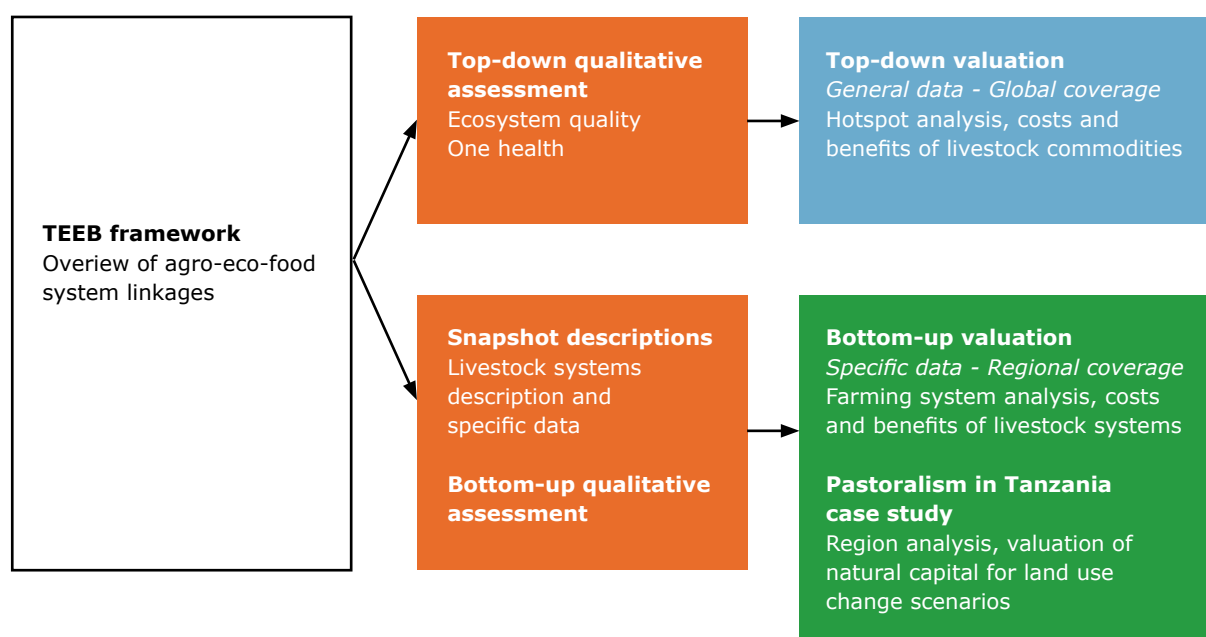 TEEB framework
Overiew of agro-eco-food
system linkages
Top-down qualitative
assessment
Ecosystem quality
One health
Top-down valuation
General data - Global coverage
Hotspot analysis, costs and
benefits of livestock commodities
Snapshot descriptions
Livestock systems
description and
specific data
Bottom-up qualitative
assessment
Bottom-up valuation
Specific data - Regional coverage
Farming system analysis, costs
and benefits of livestock systems
Pastoralism in Tanzania
case study
Region analysis, valuation of
natural capital for land use
change scenarios